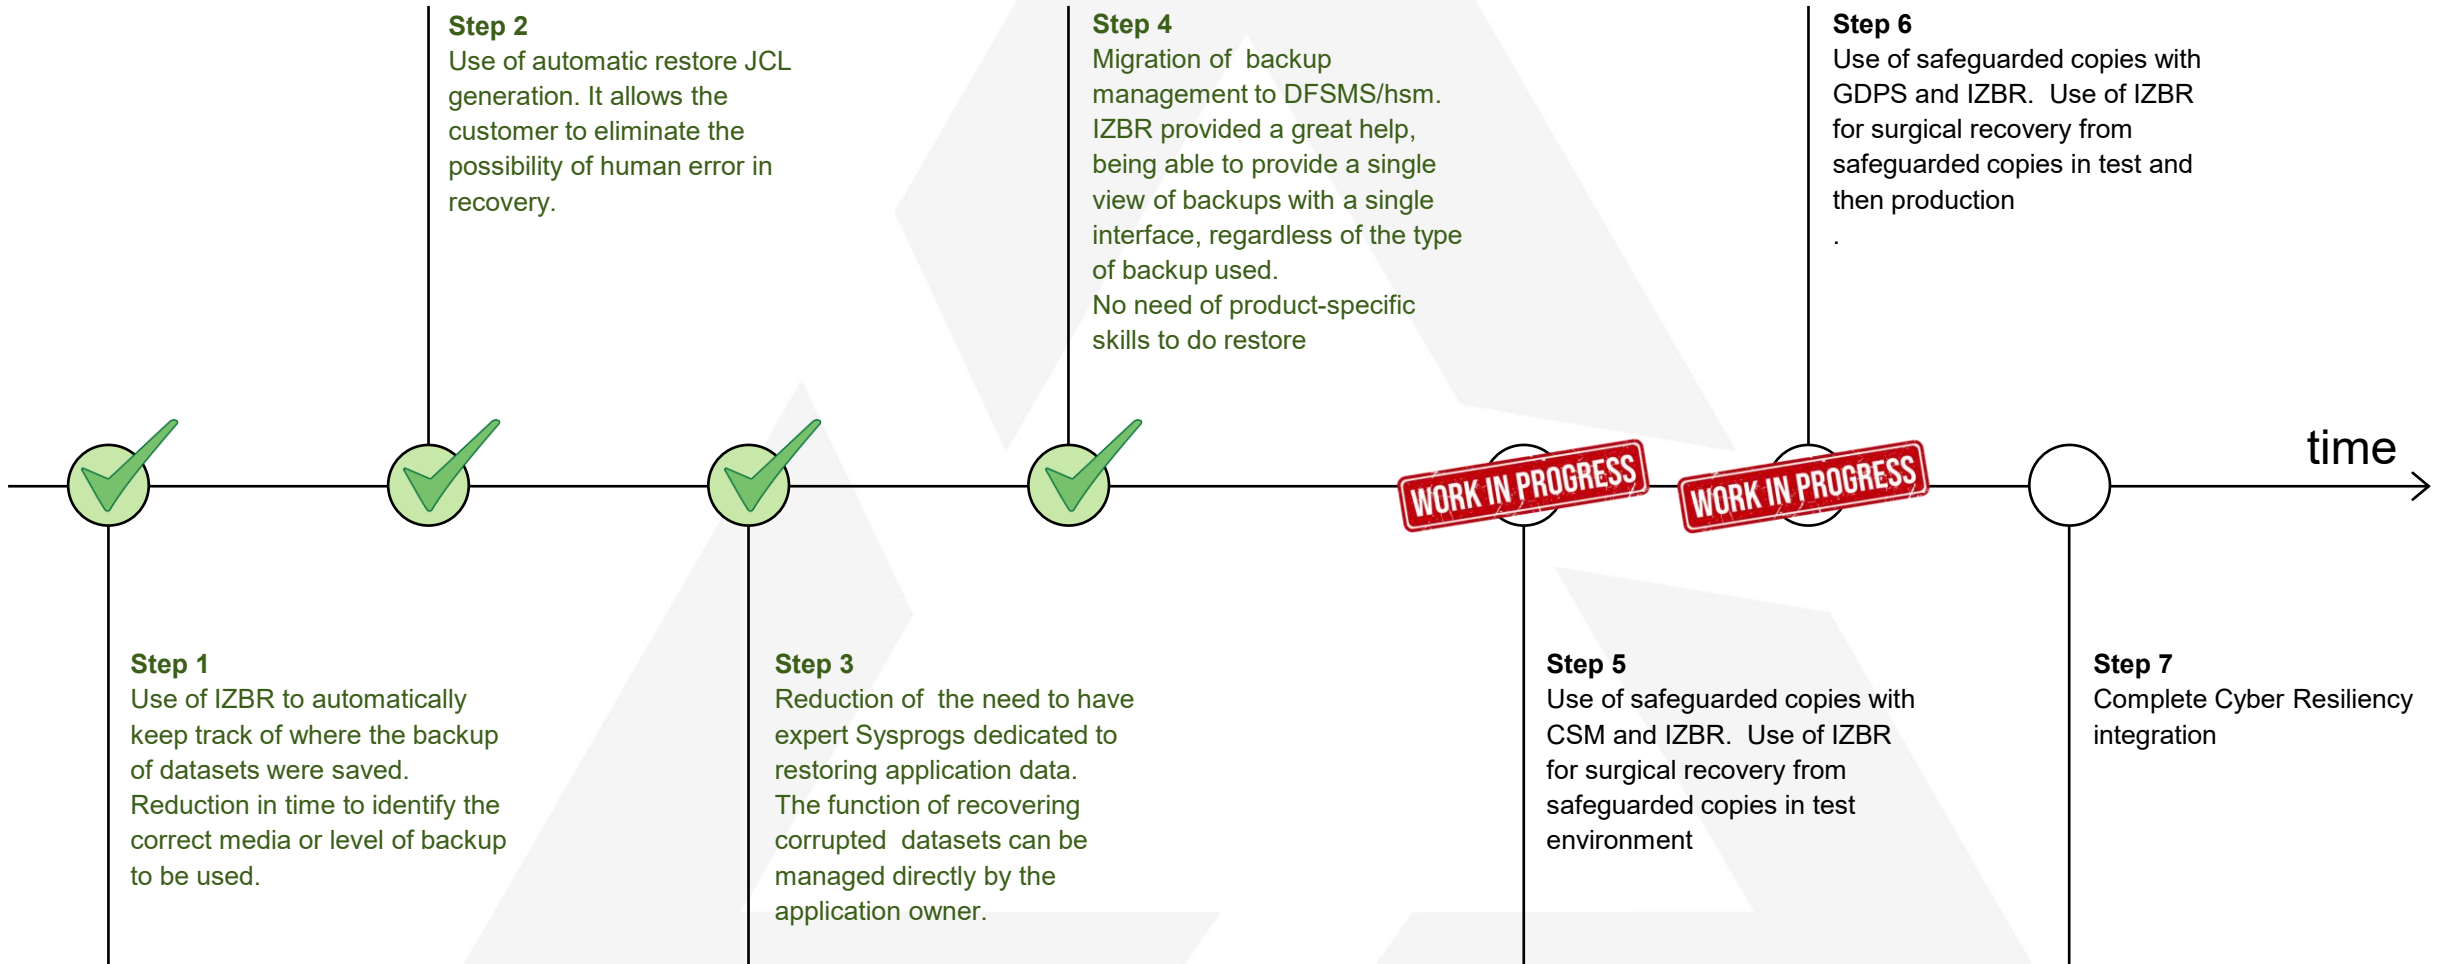 Step 2
Use of automatic restore JCL
generation. It allows the
customer to eliminate the
possibility of human error in
recovery.
Step 4
Migration of  backup
management to DFSMS/hsm.
IZBR provided a great help,
being able to provide a single
view of backups with a single
interface, regardless of the type
of backup used.
No need of product-specific
skills to do restore
Step 6
Use of safeguarded copies with
GDPS and IZBR.  Use of IZBR
for surgical recovery from
safeguarded copies in test and
then production
.
time
WORK IN PROGRESS
WORK IN PROGRESS
Step 1
Use of IZBR to automatically
keep track of where the backup
of datasets were saved.
Reduction in time to identify the
correct media or level of backup
to be used.
Step 3
Reduction of  the need to have
expert Sysprogs dedicated to
restoring application data.
The function of recovering
corrupted  datasets can be
managed directly by the
application owner.
Step 5
Use of safeguarded copies with
CSM and IZBR.  Use of IZBR
for surgical recovery from
safeguarded copies in test
environment
Step 7
Complete Cyber Resiliency
integration